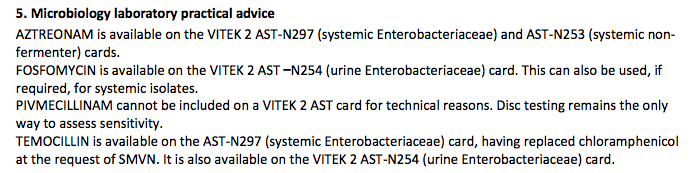 5. Microbiology laboratory practical advice
AZTREONAM is available on the VITEK 2 AST-N297 (systemic Enterobacteriaceae) and AST-N253 (systemic non-
fermenter) cards.
FOSFOMYCIN is available on the VITEK 2 AST –N254 (urine Enterobacteriaceae) card. This can also be used, if
required, for systemic isolates.
PIVMECILLINAM cannot be included on a VITEK 2 AST card for technical reasons. Disc testing remains the only
way to assess sensitivity.
TEMOCILLIN is available on the AST-N297 (systemic Enterobacteriaceae) card, having replaced chloramphenicol
at the request of SMVN. It is also available on the VITEK 2 AST-N254 (urine Enterobacteriaceae) card.